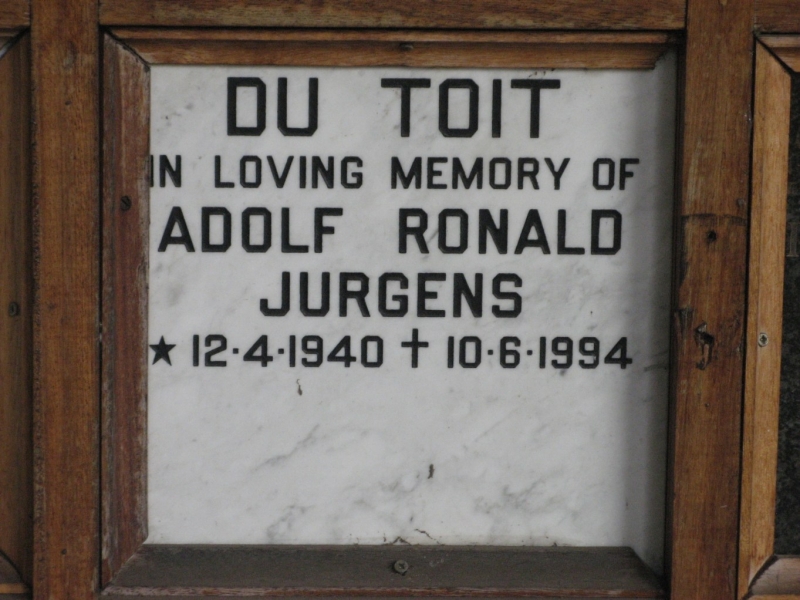 DU TOIT
IN LOVING MEMORY OF
ADOLF RONALD
JURGENS
★ 12·4·1940 † 10·6·1994